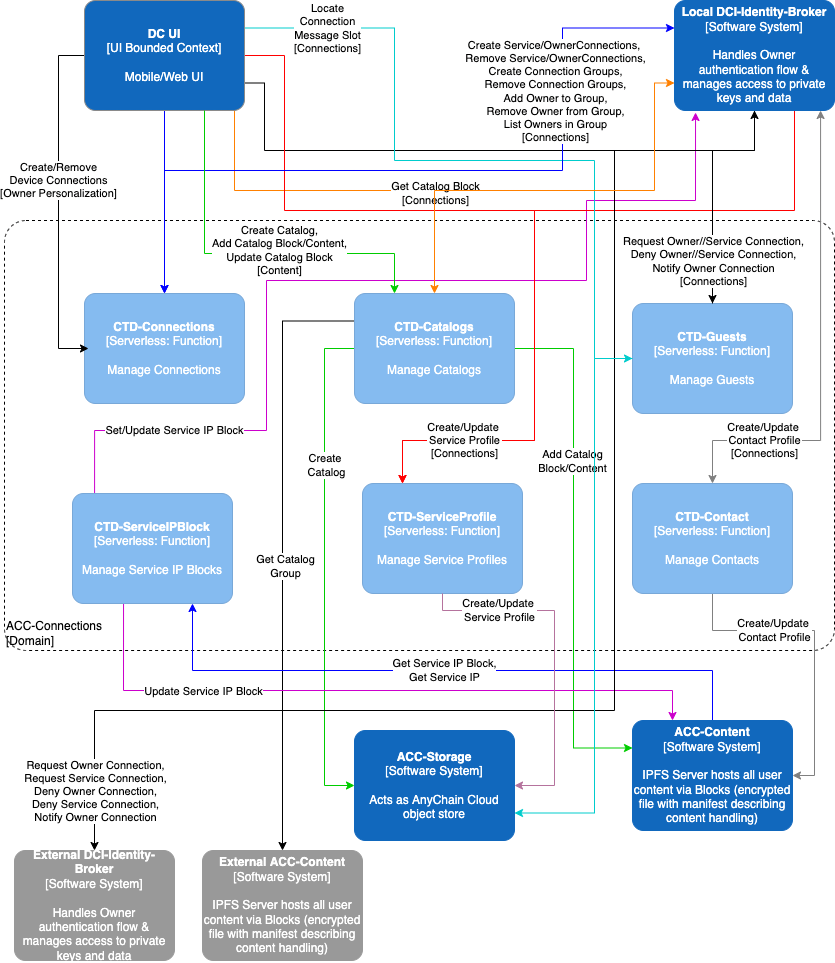 DC UI
[UI Bounded Context]
Mobile/Web UI
Locate
Connection
Message Slot
[Connections]
Local DCI-Identity-Broker
[Software System]
Handles Owner
authentication flow &
manages access to private
keys and data
Create Service/OwnerConnections,
Remove Service/OwnerConnections,
Create Connection Groups,
Remove Connection Groups,
Add Owner to Group,
Remove Owner from Group,
List Owners in Group
[Connections]
Create/Remove
Device Connections
[Owner Personalization]
Get Catalog Block
[Connections]
Create Catalog,
Add Catalog Block/Content,
Update Catalog Block
[Content]
Request Owner//Service Connection,
Deny Owner//Service Connection,
Notify Owner Connection
[Connections]
CTD-Connections
[Serverless: Function]
Manage Connections
CTD-Catalogs
[Serverless: Function]
Manage Catalogs
CTD-Guests
[Serverless: Function]
Manage Guests
Set/Update Service IP Block
Create/Update
Service Profile
[Connections]
Create/Update
Contact Profile
[Connections]
Create
Catalog
Add Catalog
Block/Content
CTD-ServiceIPBlock
[Serverless: Function]
Manage Service IP Blocks
CTD-ServiceProfile
[Serverless: Function]
Manage Service Profiles
CTD-Contact
[Serverless: Function]
Manage Contacts
Get Catalog
Group
Create/Update
Service Profile
Create/Update
Contact Profile
ACC-Connections
[Domain]
Get Service IP Block,
Get Service IP
Update Service IP Block
ACC-Storage
[Software System]
Acts as AnyChain Cloud
object store
ACC-Content
[Software System]
IPFS Server hosts all user
content via Blocks (encrypted
file with manifest describing
content handling)
Request Owner Connection,
Request Service Connection,
Deny Owner Connection,
Deny Service Connection,
Notify Owner Connection
External DCI-Identity-
Broker
[Software System]
Handles Owner
authentication flow &
manages access to private
keys and data
External ACC-Content
[Software System]
IPFS Server hosts all user
content via Blocks (encrypted
file with manifest describing
content handling)